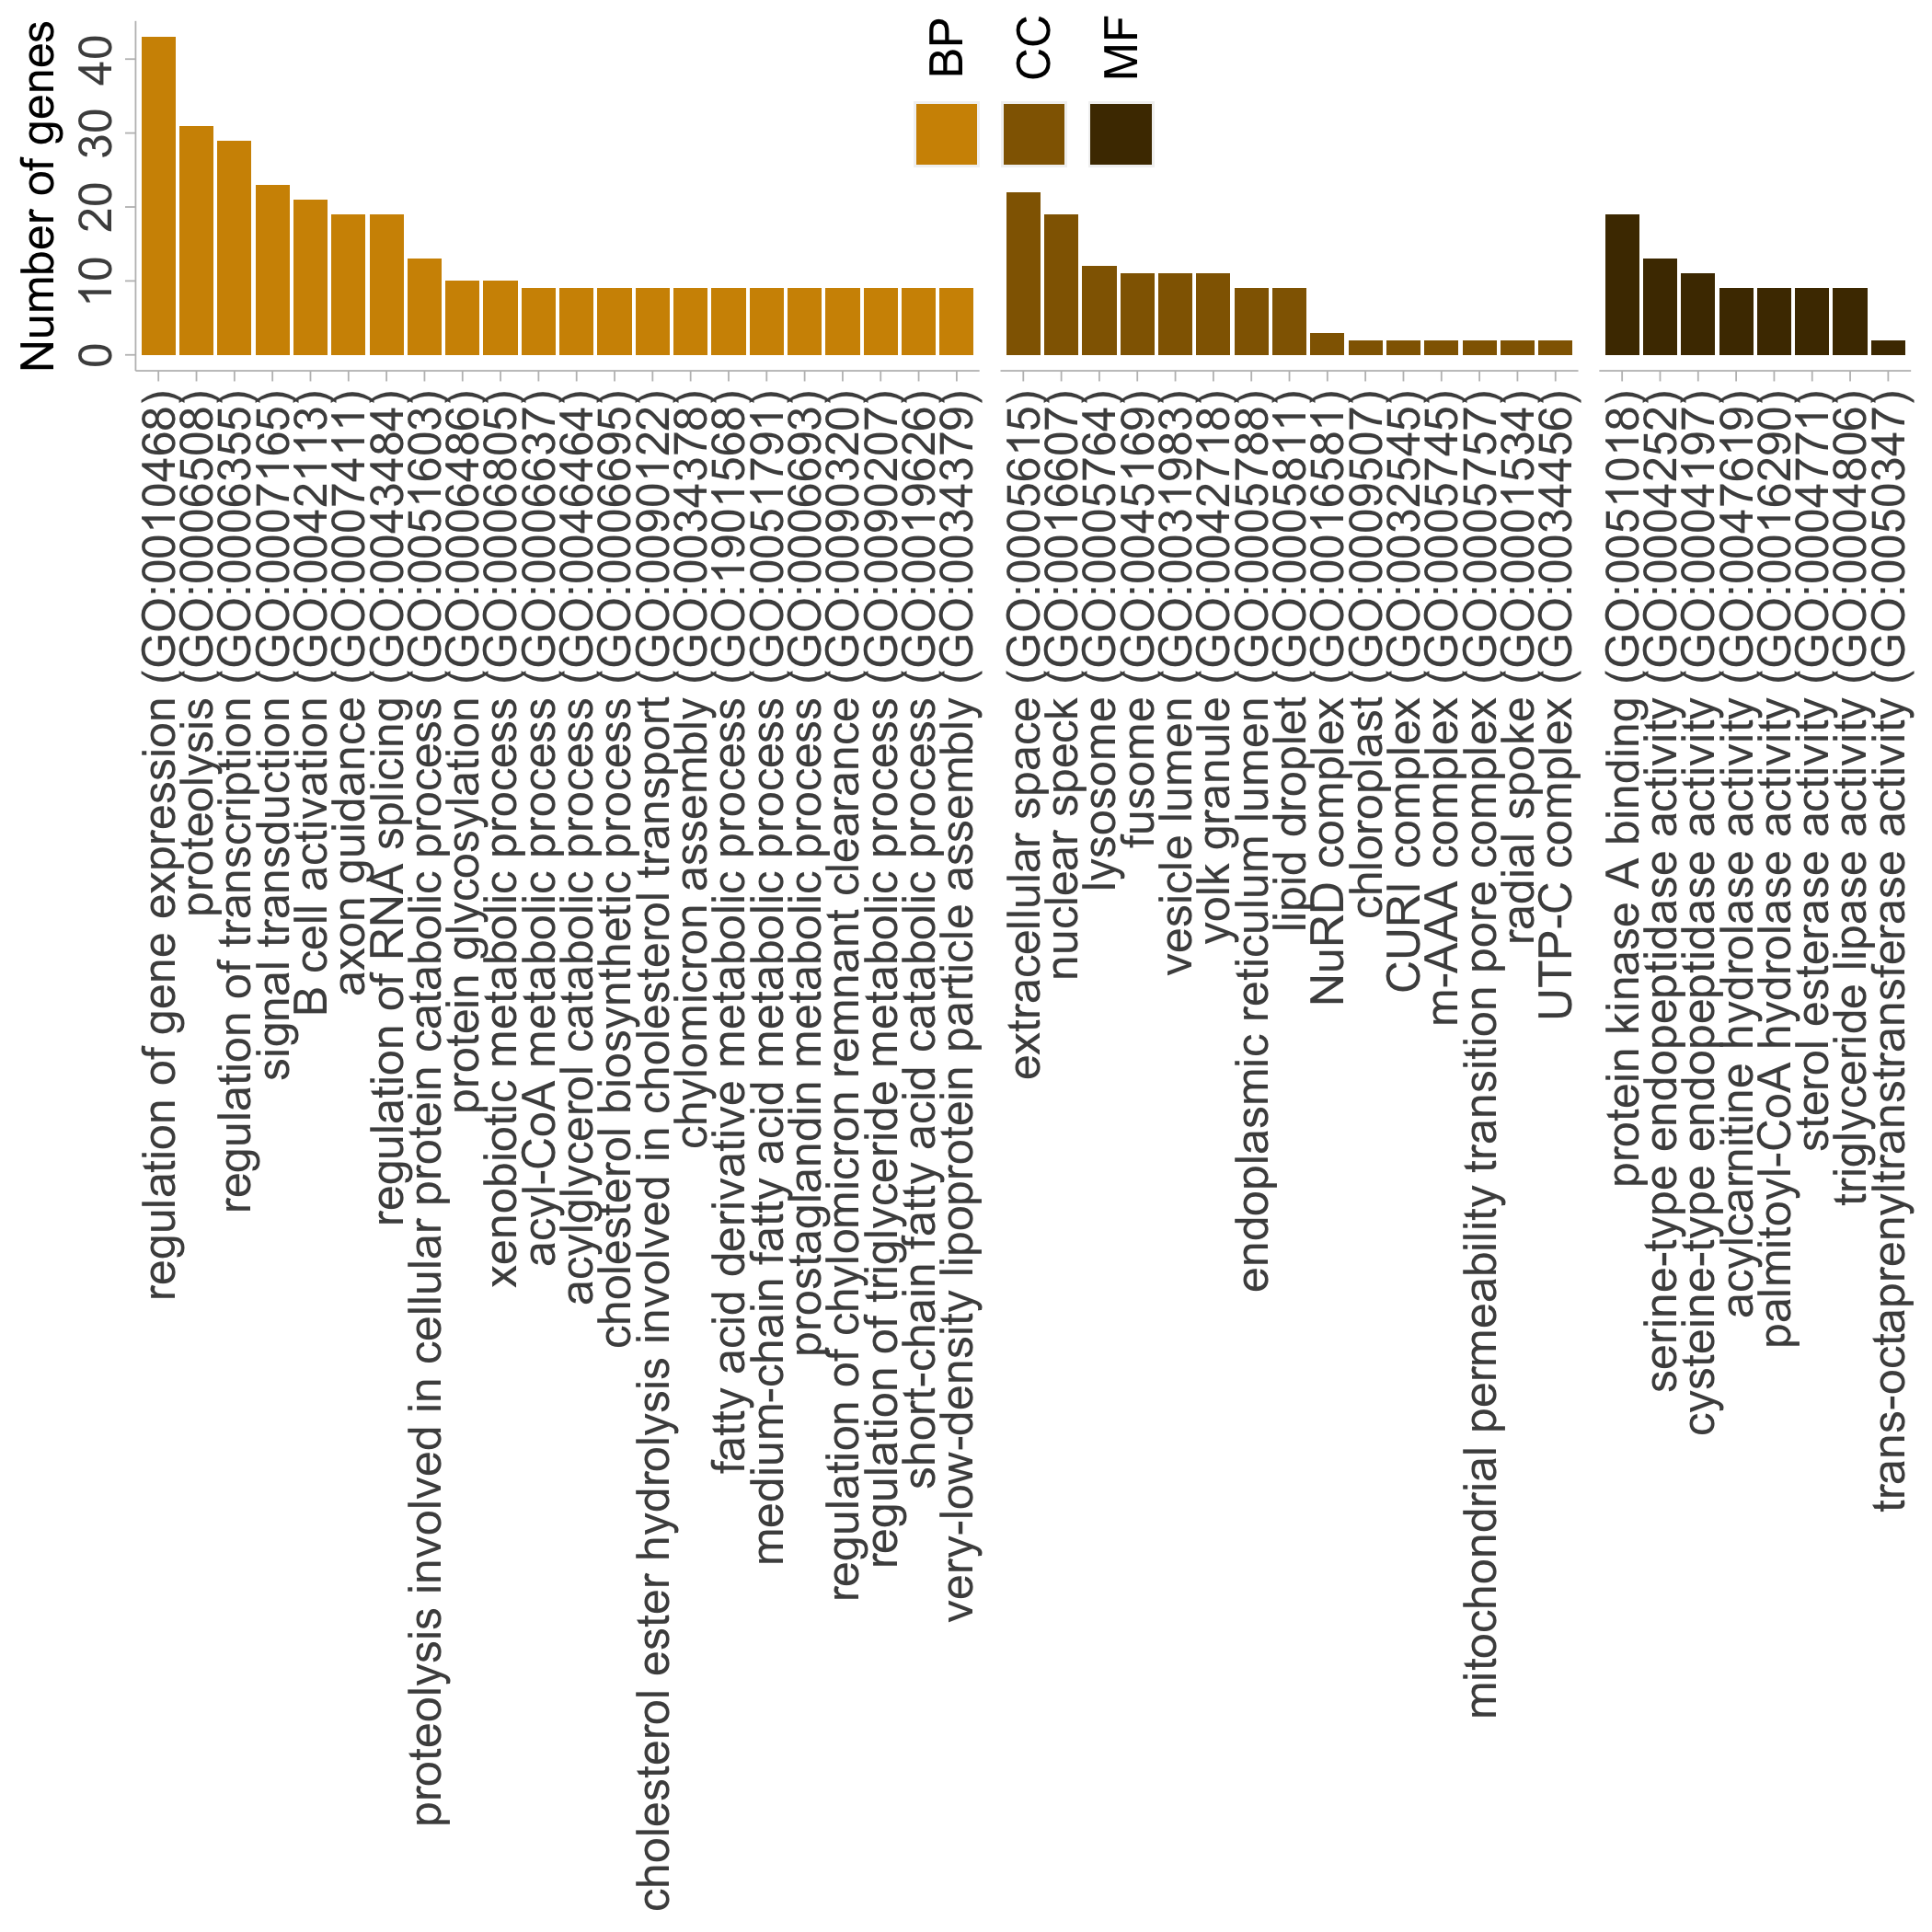 Number of genes
0
10
20
30
40
BP
CC
MF
regulation of gene expression (GO:0010468)
proteolysis (GO:0006508)
regulation of transcription (GO:0006355)
signal transduction (GO:0007165)
B cell activation (GO:0042113)
axon guidance (GO:0007411)
regulation of RNA splicing (GO:0043484)
proteolysis involved in cellular protein catabolic process (GO:0051603)
protein glycosylation (GO:0006486)
xenobiotic metabolic process (GO:0006805)
acyl-CoA metabolic process (GO:0006637)
acylglycerol catabolic process (GO:0046464)
cholesterol biosynthetic process (GO:0006695)
cholesterol ester hydrolysis involved in cholesterol transport (GO:0090122)
chylomicron assembly (GO:0034378)
fatty acid derivative metabolic process (GO:1901568)
medium-chain fatty acid metabolic process (GO:0051791)
prostaglandin metabolic process (GO:0006693)
regulation of chylomicron remnant clearance (GO:0090320)
regulation of triglyceride metabolic process (GO:0090207)
short-chain fatty acid catabolic process (GO:0019626)
very-low-density lipoprotein particle assembly (GO:0034379)
extracellular space (GO:0005615)
nuclear speck (GO:0016607)
lysosome (GO:0005764)
fusome (GO:0045169)
vesicle lumen (GO:0031983)
yolk granule (GO:0042718)
endoplasmic reticulum lumen (GO:0005788)
lipid droplet (GO:0005811)
NuRD complex (GO:0016581)
chloroplast (GO:0009507)
CURI complex (GO:0032545)
m-AAA complex (GO:0005745)
mitochondrial permeability transition pore complex (GO:0005757)
radial spoke (GO:0001534)
UTP-C complex (GO:0034456)
protein kinase A binding (GO:0051018)
serine-type endopeptidase activity (GO:0004252)
cysteine-type endopeptidase activity (GO:0004197)
acylcarnitine hydrolase activity (GO:0047619)
palmitoyl-CoA hydrolase activity (GO:0016290)
sterol esterase activity (GO:0004771)
triglyceride lipase activity (GO:0004806)
trans-octaprenyltranstransferase activity (GO:0050347)